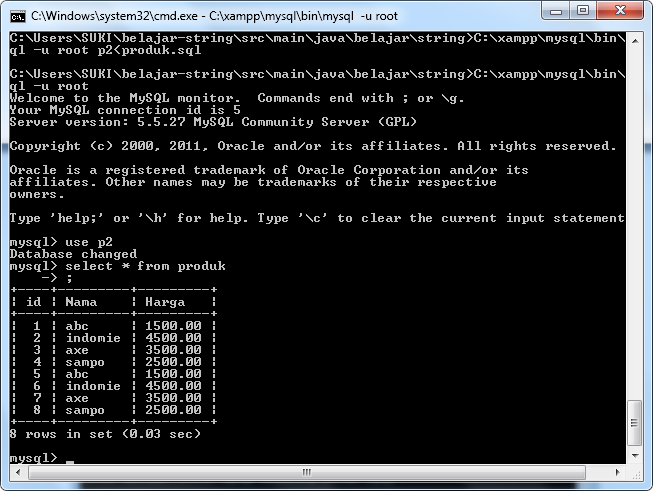 C:\Windows\system32\cmd.exe - C:\xampp\mysql\bin\mysql -u root
C:\Users\SUKI\belajar-string\src\main\java\belajar\string>C:\xampp\mysql\bin\
ql -u root p2<produk.sql
C:\Users\SUKI\belajar-string\src\main\java\belajar\string>C:\xampp\mysql\bin\
ql -u root
Welcome to the MySQL monitor.  Commands end with ; or \g.
Your MySQL connection id is 5
Server version: 5.5.27 MySQL Community Server (GPL)
Copyright (c) 2000, 2011, Oracle and/or its affiliates. All rights reserved.
Oracle is a registered trademark of Oracle Corporation and/or its
affiliates. Other names may be trademarks of their respective
owners.
Type 'help;' or '\h' for help. Type '\c' to clear the current input statement
mysql> use p2
Database changed
mysql> select * from produk
    -> ;
+----+---------+---------+
| id | Nama    | Harga   |
+----+---------+---------+
|  1 | abc     | 1500.00 |
|  2 | indomie | 4500.00 |
|  3 | axe     | 3500.00 |
|  4 | sampo   | 2500.00 |
|  5 | abc     | 1500.00 |
|  6 | indomie | 4500.00 |
|  7 | axe     | 3500.00 |
|  8 | sampo   | 2500.00 |
+----+---------+---------+
8 rows in set (0.03 sec)
mysql> _